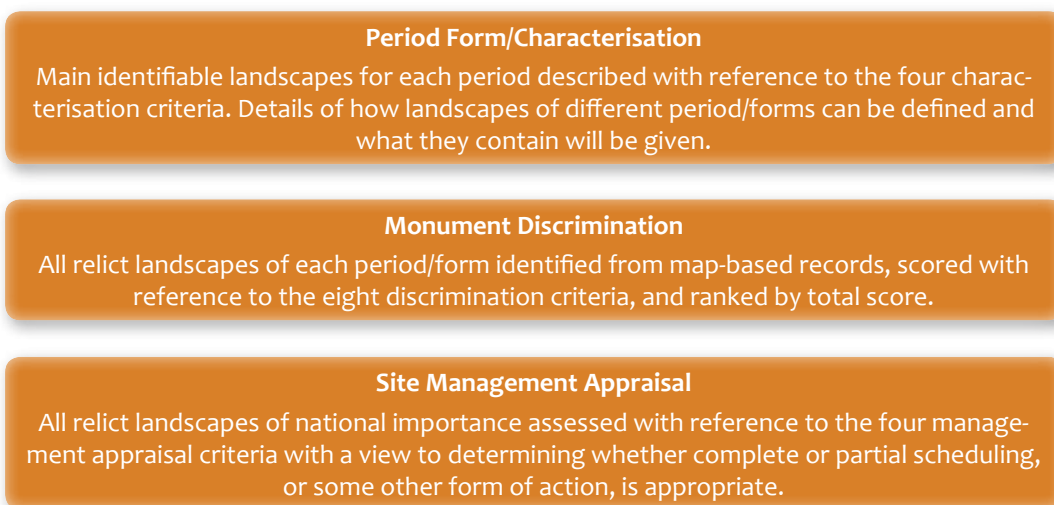 Period Form/Characterisation
Main identifiable landscapes for each period described with reference to the four charac-
terisation criteria. Details of how landscapes of different period/forms can be defined and
what they contain will be given.
Monument Discrimination
All relict landscapes of each period/form identified from map-based records, scored with
reference to the eight discrimination criteria, and ranked by total score.
Site Management Appraisal
All relict landscapes of national importance assessed with reference to the four manage-
ment appraisal criteria with a view to determining whether complete or partial scheduling,
or some other form of action, is appropriate.